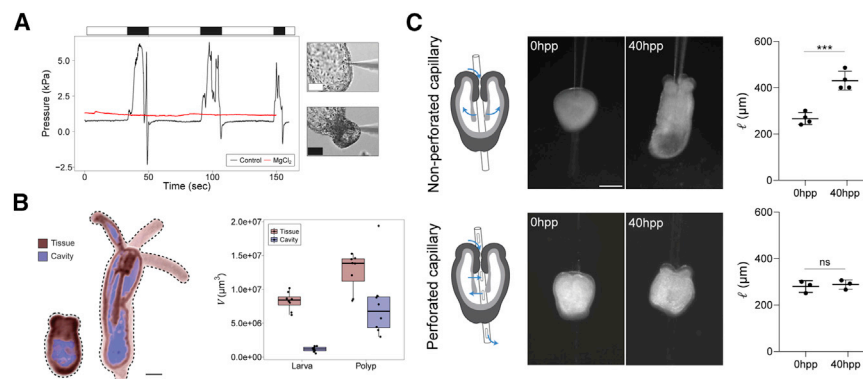 A
Pressure (kPa)
5.0
2.5
0.0
−2.5
0
50
100
150
Time (sec)
Control
MgCl₂
B
Tissue
Cavity
V (µm³)
2.0e+07
1.5e+07
1.0e+07
5.0e+06
0.0e+00
Tissue
Cavity
Larva
Polyp
C
Non-perforated capillary
0hpp
40hpp
ℓ (µm)
600
400
200
0
***
0hpp
40hpp
Perforated capillary
0hpp
40hpp
ℓ (µm)
600
400
200
0
ns
0hpp
40hpp